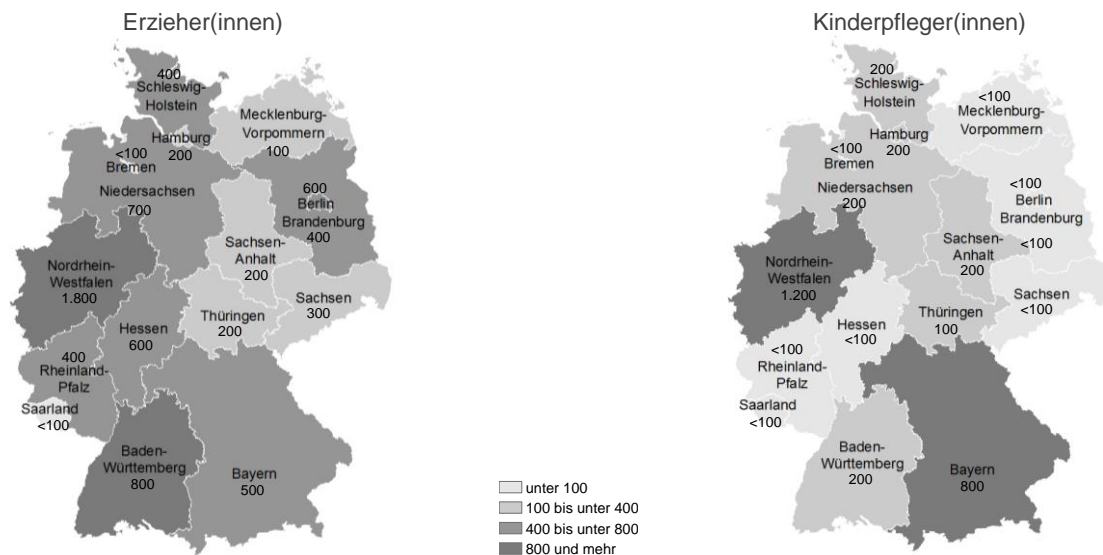 Erzieher(innen)
400
Schleswig-
Holstein
Mecklenburg-
Vorpommern
100
Hamburg
200
<100
Bremen
Niedersachsen
700
600
Berlin
Brandenburg
400
Sachsen-
Anhalt
200
Nordrhein-
Westfalen
1.800
Sachsen
300
Thüringen
200
Hessen
600
400
Rheinland-
Pfalz
Saarland
<100
Baden-
Württemberg
800
Bayern
500
unter 100
100 bis unter 400
400 bis unter 800
800 und mehr
Kinderpfleger(innen)
200
Schleswig-
Holstein
<100
Mecklenburg-
Vorpommern
Hamburg
200
<100
Bremen
Niedersachsen
200
<100
Berlin
Brandenburg
<100
Sachsen-
Anhalt
200
Nordrhein-
Westfalen
1.200
Sachsen
<100
Thüringen
100
Hessen
<100
<100
Rheinland-
Pfalz
Saarland
<100
Baden-
Württemberg
200
Bayern
800